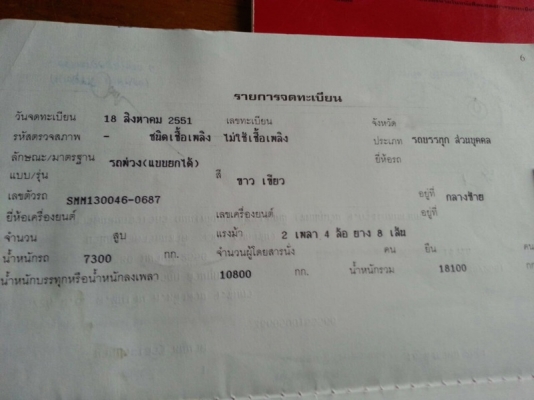 6
รายการจดทะเบียน
วันจดทะเบียน 18 สิงหาคม 2551 เลขทะเบียน จังหวัด
รหัสตรวจสภาพ - ชนิดเชื้อเพลิง ไม่ใช้เชื้อเพลิง ประเภท รถบรรทุก ส่วนบุคคล
ลักษณะ/มาตรฐาน รถพ่วง(แบบยกได้) ยี่ห้อรถ
แบบ/รุ่น สี ขาว เขียว
เลขตัวรถ SMM130046-0687 อยู่ที่ กลางซ้าย
ยี่ห้อเครื่องยนต์ เลขเครื่องยนต์ อยู่ที่
จำนวน สูบ แรงม้า 2 เพลา 4 ล้อ ยาง 8 เส้น
น้ำหนักรถ 7300 กก. จำนวนผู้โดยสารนั่ง คน ยืน คน
น้ำหนักบรรทุกหรือน้ำหนักลงเพลา 10800 กก. น้ำหนักรวม 18100 กก.